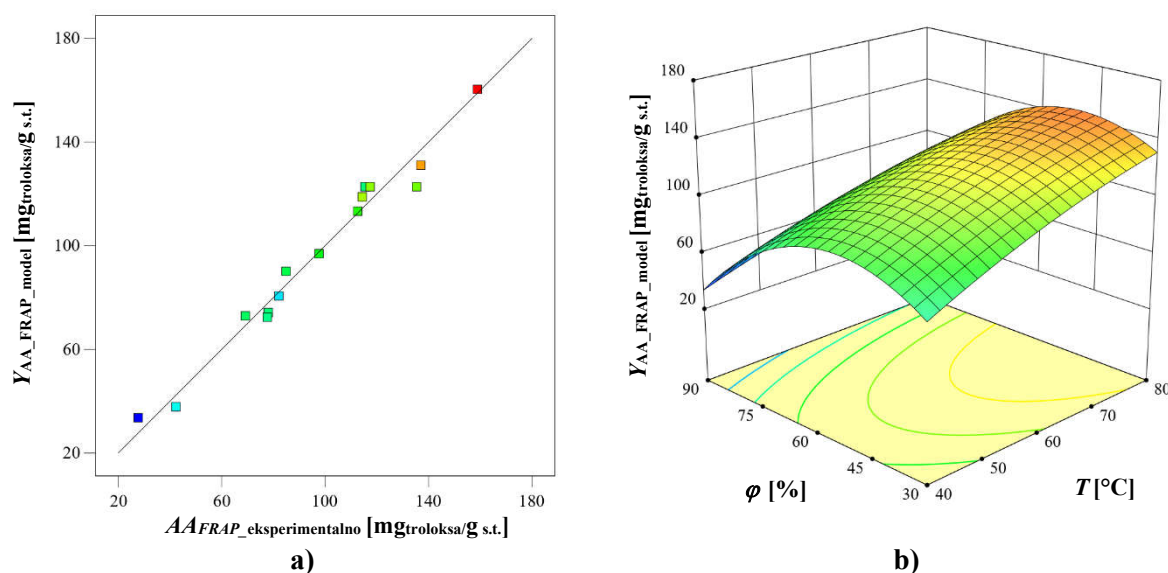 180
140
100
60
20
Y_AA_FRAP_model [mg_troloksa/g s.t.]
20 60 100 140 180
AA_FRAP_eksperimentalno [mg_troloksa/g s.t.]
a)
180
140
100
60
20
Y_AA_FRAP_model [mg_troloksa/g s.t.]
90
75
60
45
30
φ [%]
40
50
60
70
80
T [°C]
b)